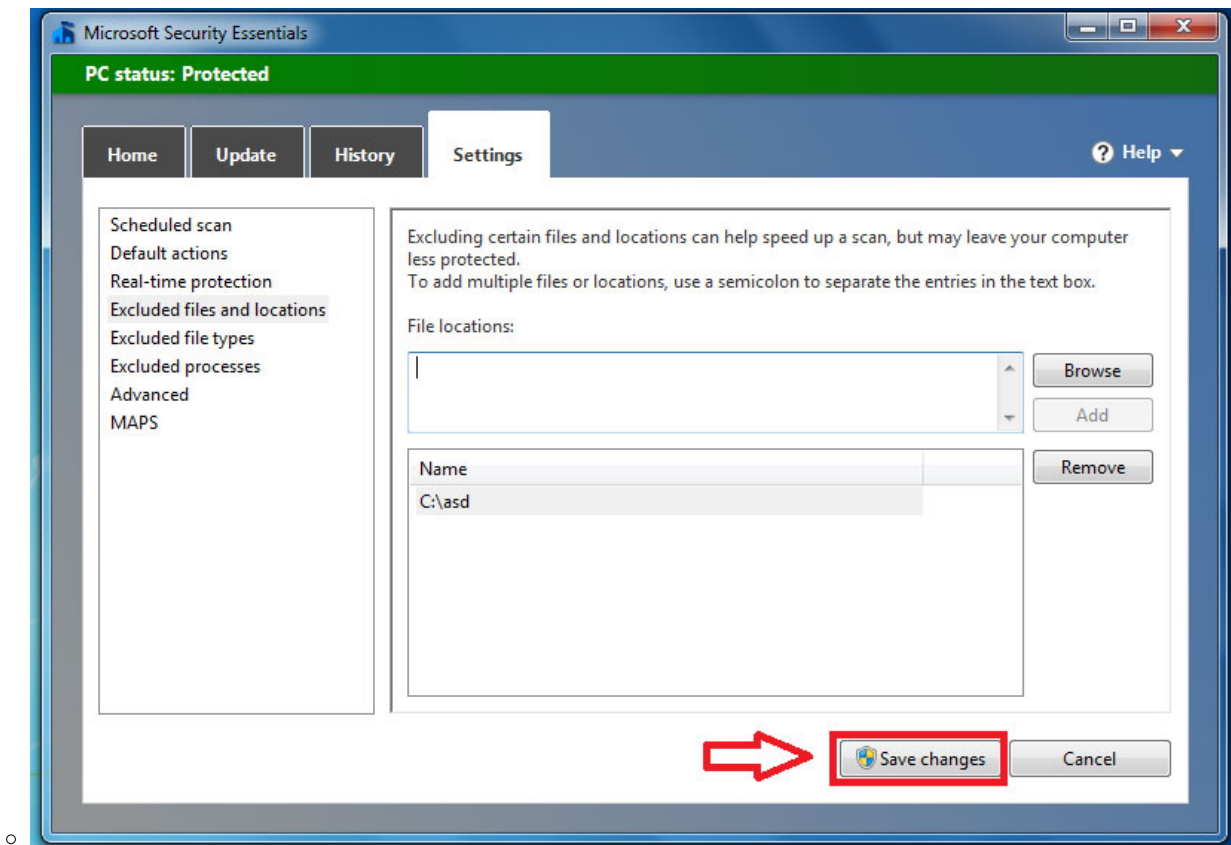 Microsoft Security Essentials
PC status: Protected
Home
Update
History
Settings
Help
Scheduled scan
Default actions
Real-time protection
Excluded files and locations
Excluded file types
Excluded processes
Advanced
MAPS
Excluding certain files and locations can help speed up a scan, but may leave your computer
less protected.
To add multiple files or locations, use a semicolon to separate the entries in the text box.
File locations:
Browse
Add
Name
Remove
C:\asd
Save changes
Cancel